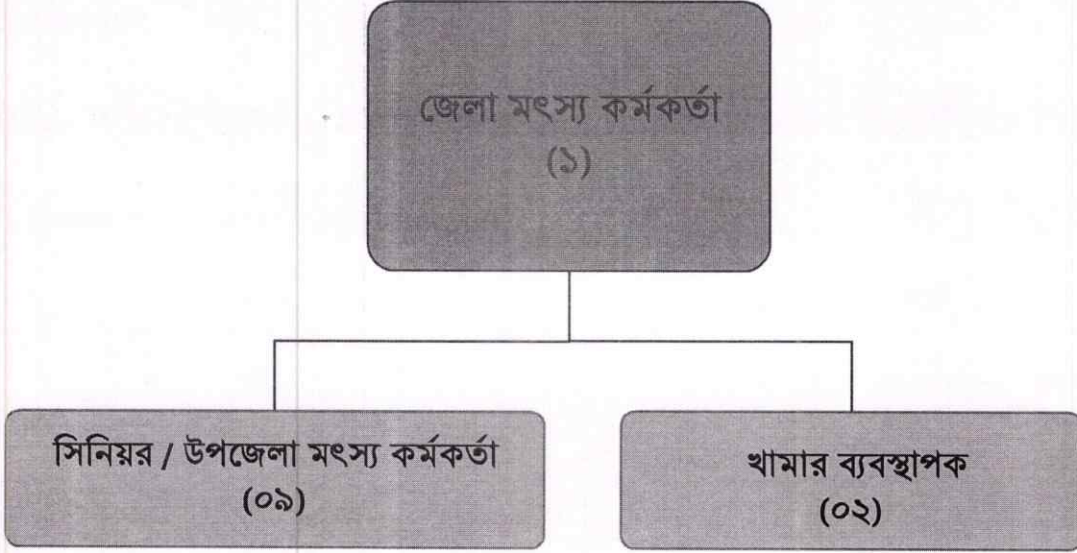 জেলা মৎস্য কর্মকর্তা
(১)
সিনিয়র / উপজেলা মৎস্য কর্মকর্তা
(০৯)
খামার ব্যবস্থাপক
(০২)